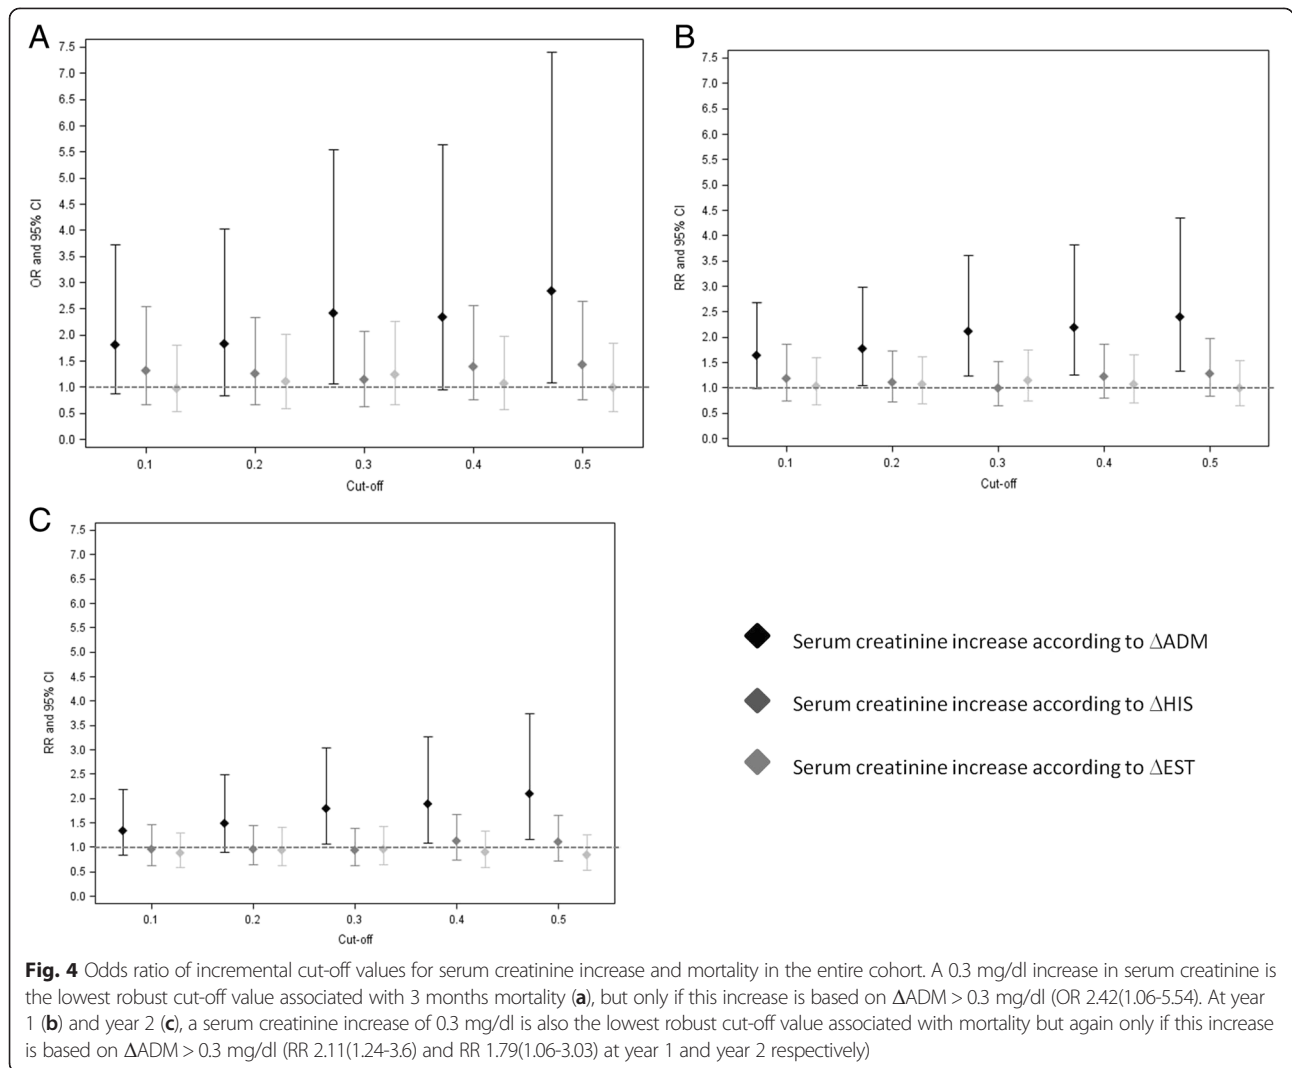 A
OR and 95% CI
7.5
7.0
6.5
6.0
5.5
5.0
4.5
4.0
3.5
3.0
2.5
2.0
1.5
1.0
0.5
0.0
0.1 0.2 0.3 0.4 0.5
Cut-off
B
RR and 95% CI
7.5
7.0
6.5
6.0
5.5
5.0
4.5
4.0
3.5
3.0
2.5
2.0
1.5
1.0
0.5
0.0
0.1 0.2 0.3 0.4 0.5
Cut-off
C
RR and 95% CI
7.5
7.0
6.5
6.0
5.5
5.0
4.5
4.0
3.5
3.0
2.5
2.0
1.5
1.0
0.5
0.0
0.1 0.2 0.3 0.4 0.5
Cut-off
Serum creatinine increase according to ΔADM
Serum creatinine increase according to ΔHIS
Serum creatinine increase according to ΔEST
Fig. 4 Odds ratio of incremental cut-off values for serum creatinine increase and mortality in the entire cohort. A 0.3 mg/dl increase in serum creatinine is
the lowest robust cut-off value associated with 3 months mortality (a), but only if this increase is based on ΔADM > 0.3 mg/dl (OR 2.42(1.06-5.54). At year
1 (b) and year 2 (c), a serum creatinine increase of 0.3 mg/dl is also the lowest robust cut-off value associated with mortality but again only if this increase
is based on ΔADM > 0.3 mg/dl (RR 2.11(1.24-3.6) and RR 1.79(1.06-3.03) at year 1 and year 2 respectively)